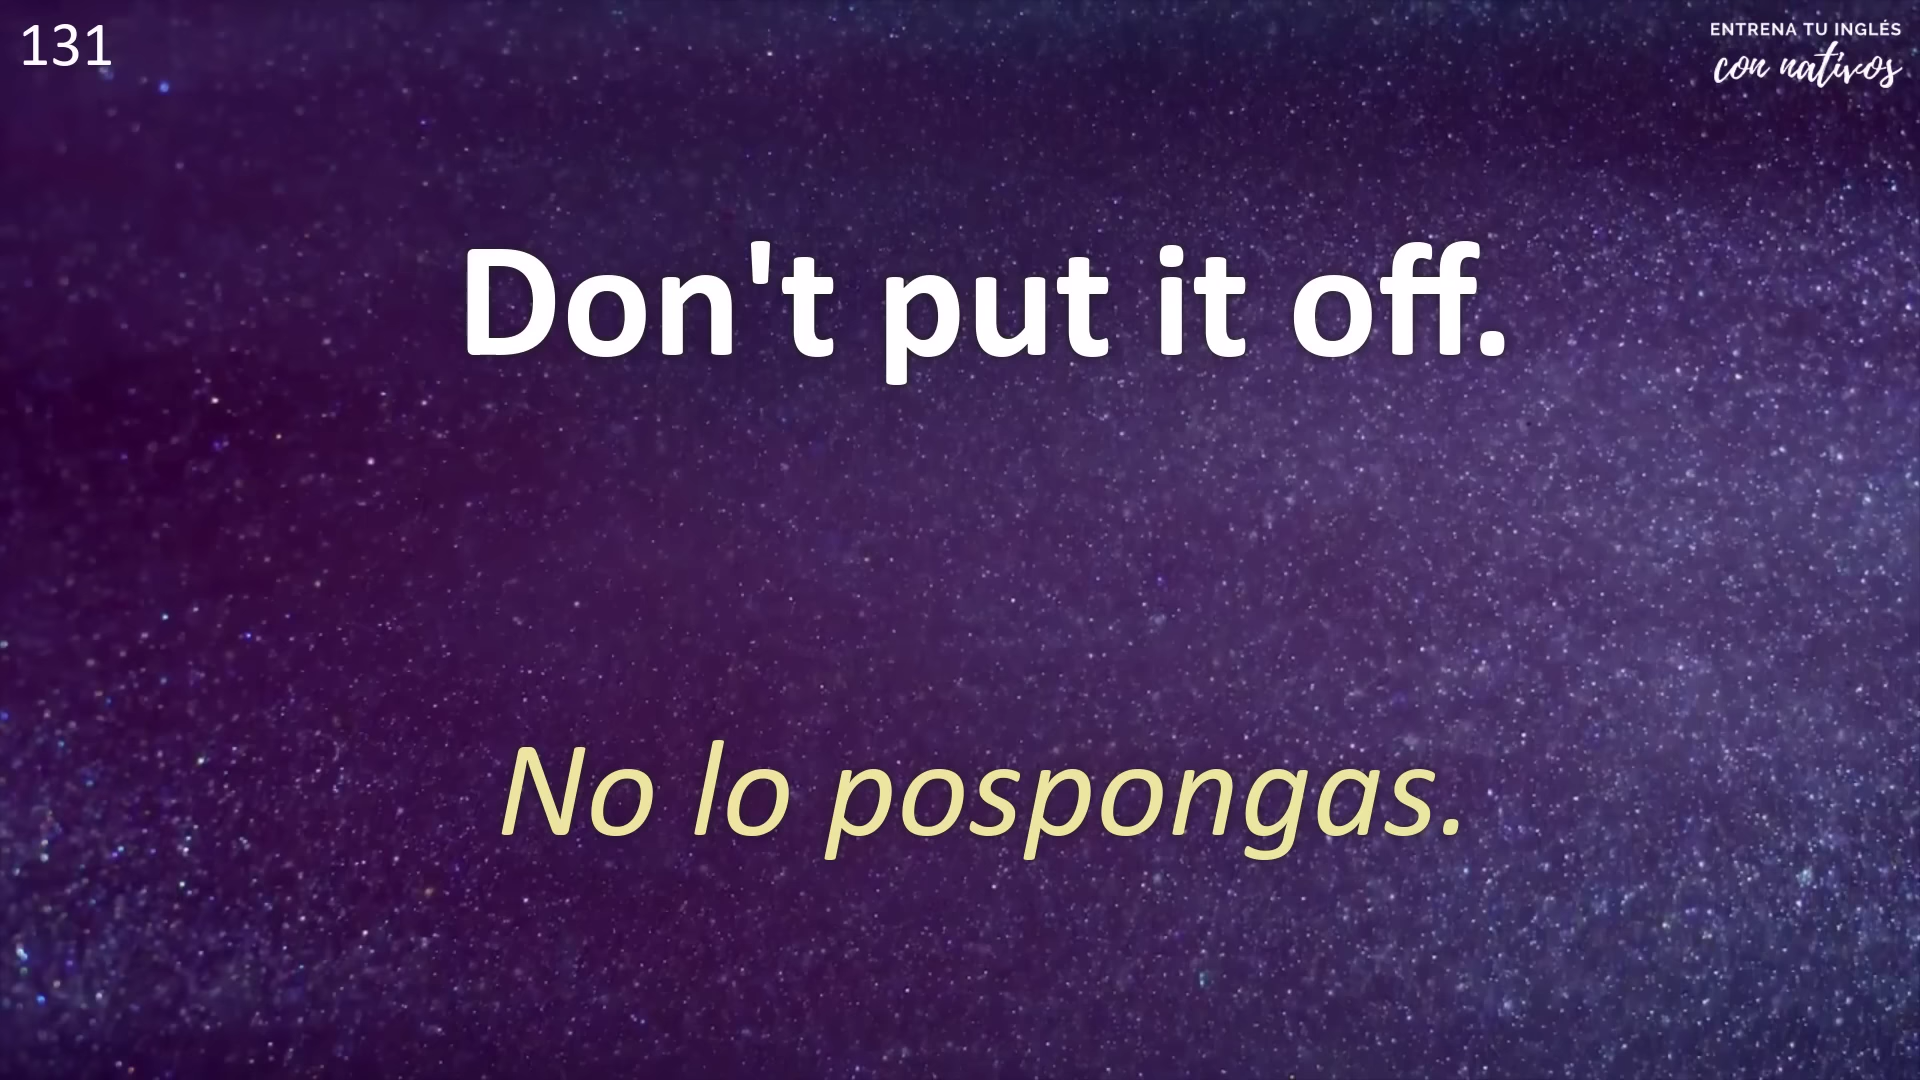 131
ENTRENA TU INGLÉS
con nativos
Don't put it off.
No lo pospongas.